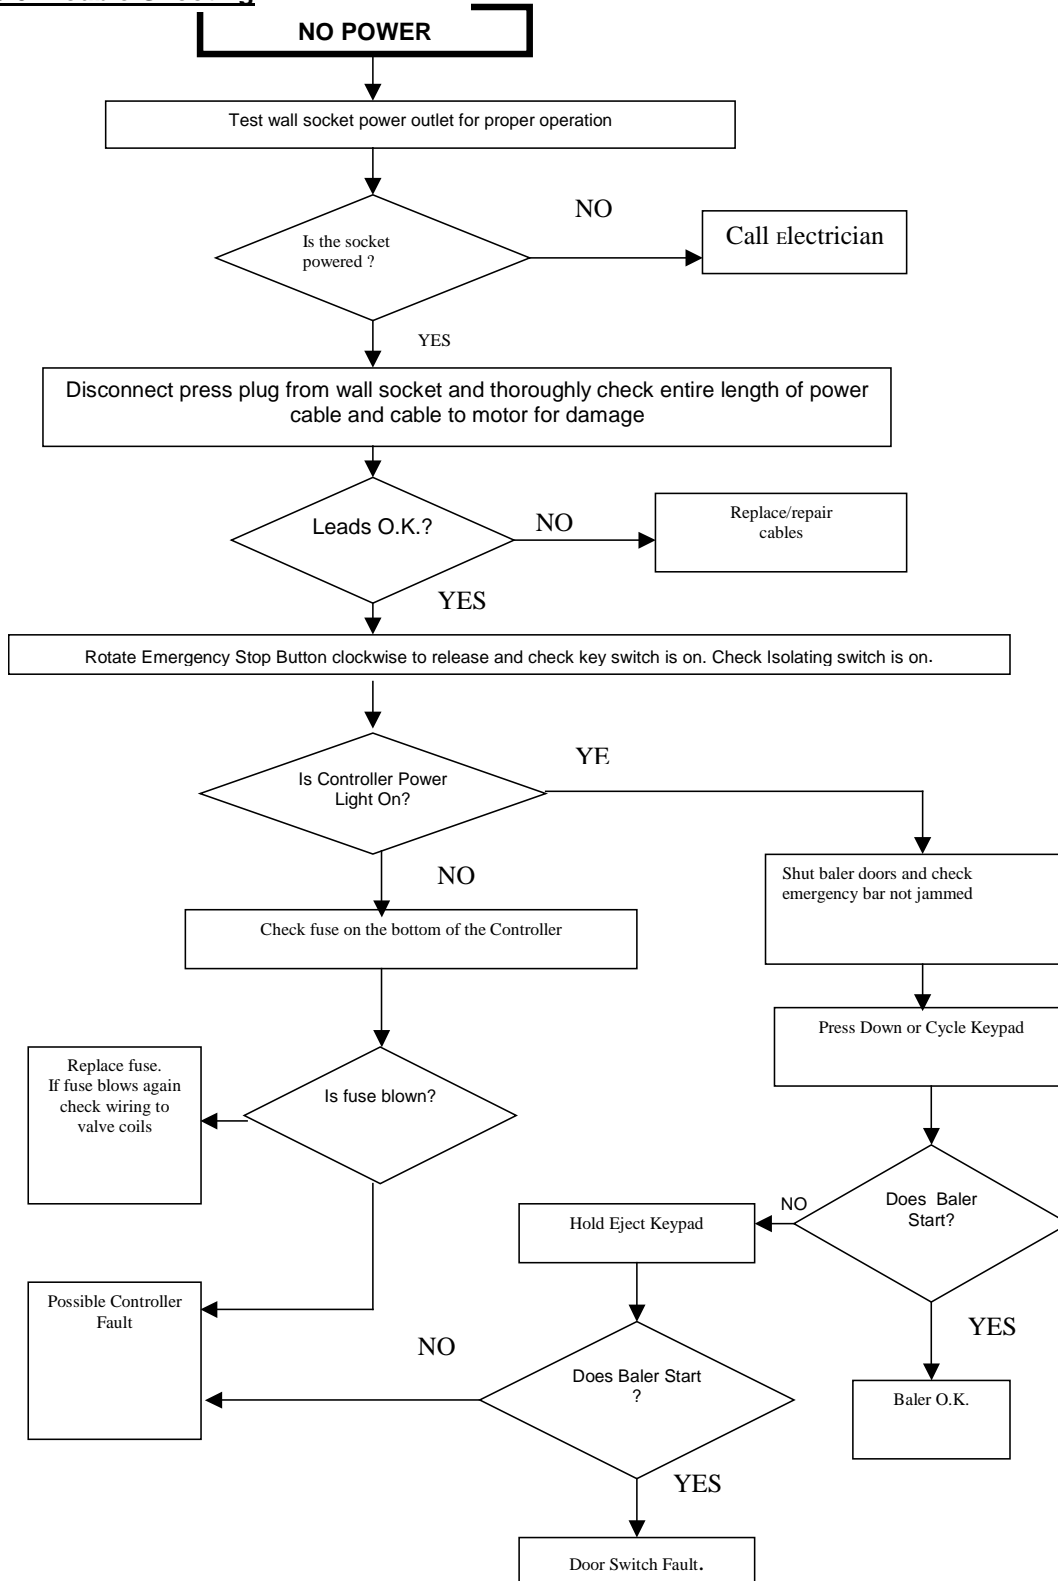 NO POWER
Test wall socket power outlet for proper operation
NO
Is the socket
powered ?
Call Electrician
YES
Disconnect press plug from wall socket and thoroughly check entire length of power
cable and cable to motor for damage
Leads O.K.?
NO
Replace/repair
cables
YES
Rotate Emergency Stop Button clockwise to release and check key switch is on. Check Isolating switch is on.
Is Controller Power
Light On?
YE
NO
Shut baler doors and check
emergency bar not jammed
Check fuse on the bottom of the Controller
Press Down or Cycle Keypad
Replace fuse.
If fuse blows again
check wiring to
valve coils
Is fuse blown?
Does Baler
Start?
NO
Hold Eject Keypad
Possible Controller
Fault
YES
NO
Does Baler Start
?
Baler O.K.
YES
Door Switch Fault.